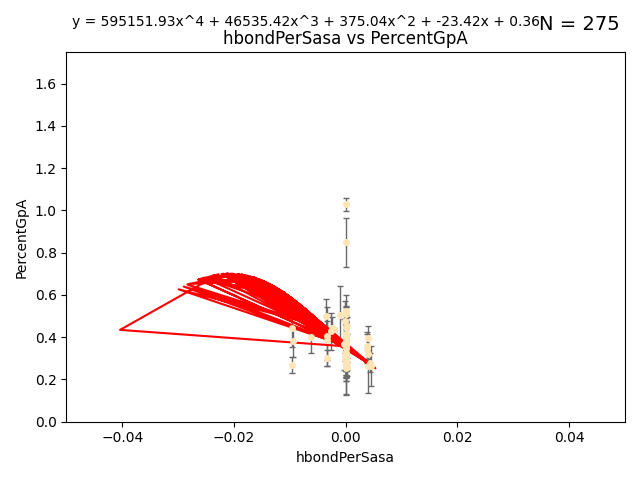 y = 595151.93x^4 + 46535.42x^3 + 375.04x^2 + -23.42x + 0.36
N = 275
hbondPerSasa vs PercentGpA
1.6
1.4
1.2
1.0
0.8
0.6
0.4
0.2
0.0
PercentGpA
−0.04 −0.02 0.00 0.02 0.04
hbondPerSasa